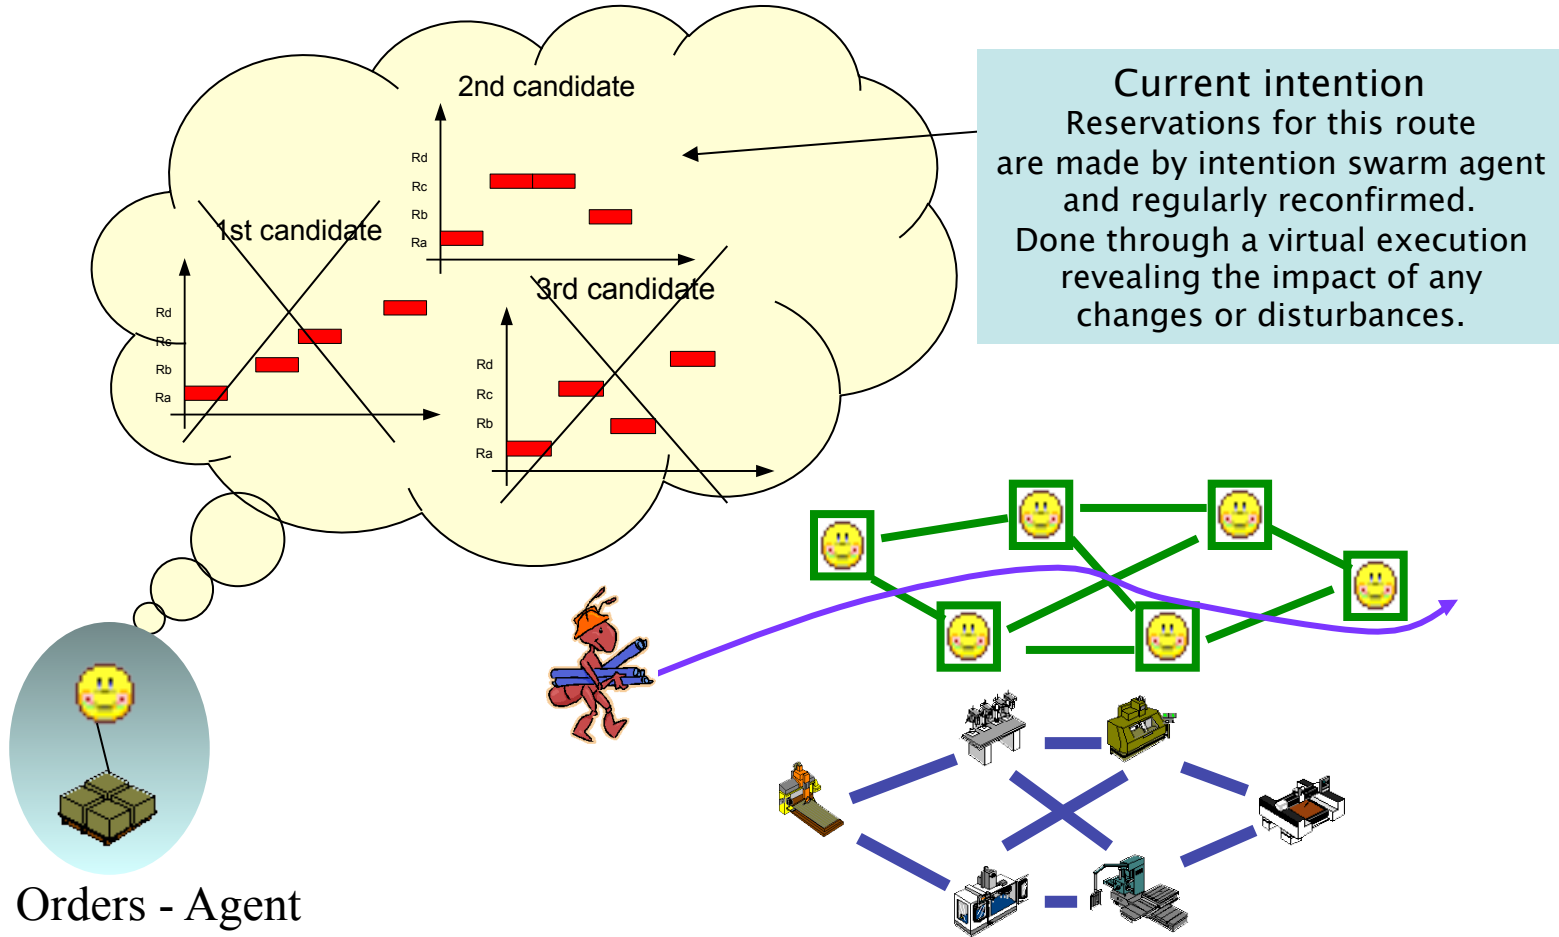 2nd candidate
Rd
Rc
Rb
Ra
1st candidate
Rd
Rc
Rb
Ra
3rd candidate
Rd
Rc
Rb
Ra
Current intention
Reservations for this route
are made by intention swarm agent
and regularly reconfirmed.
Done through a virtual execution
revealing the impact of any
changes or disturbances.
Orders - Agent